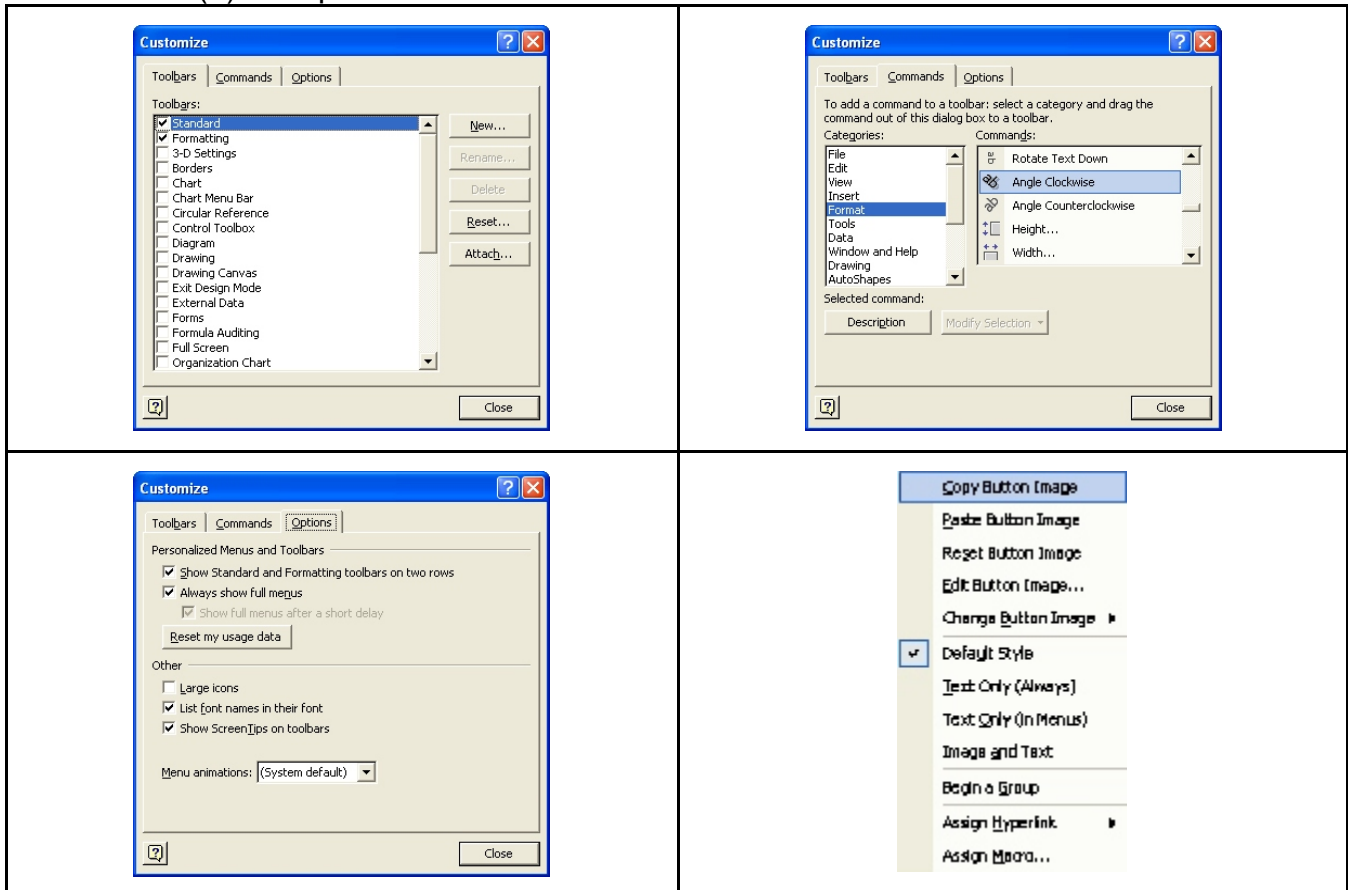 Customize
Toolbars Commands Options
Toolbars:
Standard
Formatting
3-D Settings
Borders
Chart
Chart Menu Bar
Circular Reference
Control Toolbox
Diagram
Drawing
Drawing Canvas
Exit Design Mode
External Data
Forms
Formula Auditing
Full Screen
Organization Chart
New...
Rename...
Delete
Reset...
Attach...
Close
Customize
Toolbars Commands Options
To add a command to a toolbar: select a category and drag the
command out of this dialog box to a toolbar.
Categories:
File
Edit
View
Insert
Format
Tools
Data
Window and Help
Drawing
AutoShapes
Commands:
Rotate Text Down
Angle Clockwise
Angle Counterclockwise
Height...
Width...
Selected command:
Description Modify Selection
Close
Customize
Toolbars Commands Options
Personalized Menus and Toolbars
Show Standard and Formatting toolbars on two rows
Always show full menus
Show full menus after a short delay
Reset my usage data
Other
Large icons
List font names in their font
Show ScreenTips on toolbars
Menu animations: (System default)
Close
Copy Button Image
Paste Button Image
Reset Button Image
Edit Button Image...
Change Button Image
Default Style
Text Only (Always)
Text Only (in Menus)
Image and Text
Begin a Group
Assign Hyperlink
Assign Macro...